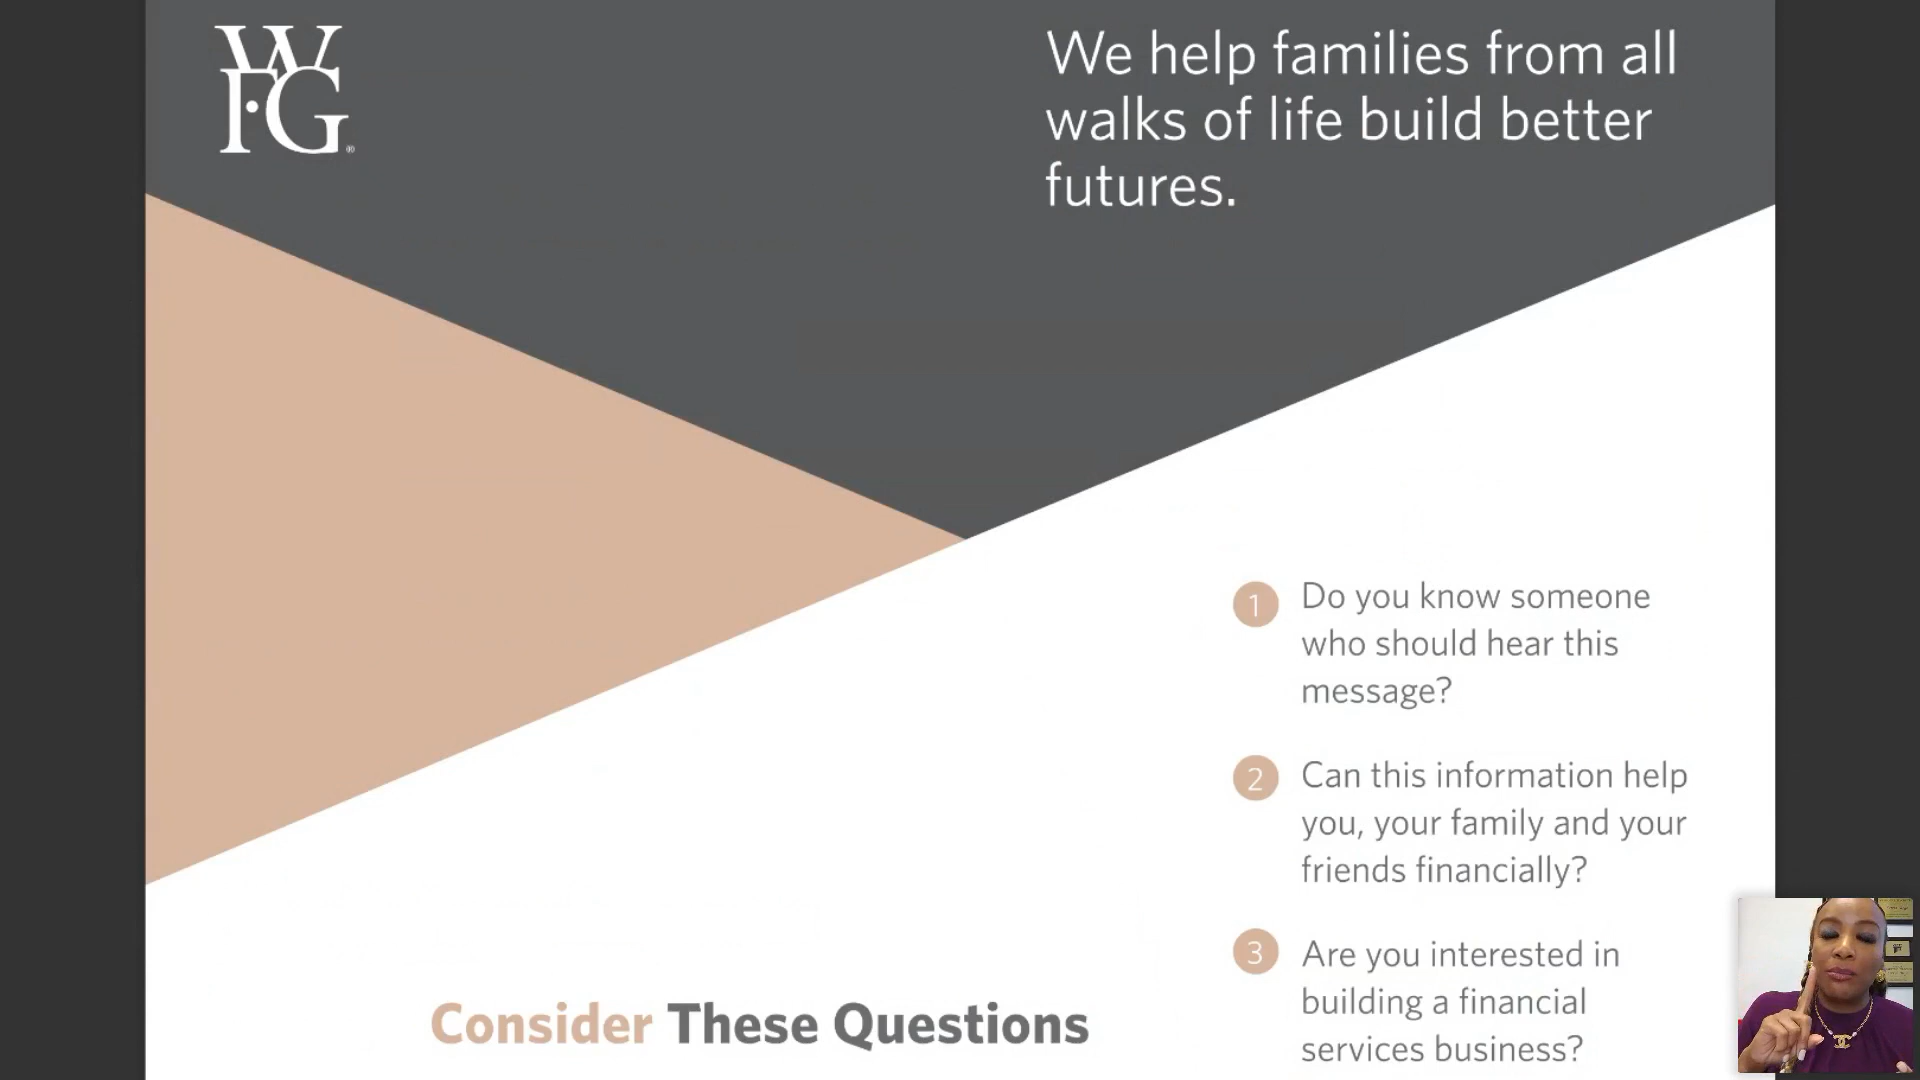 WFG®
We help families from all
walks of life build better
futures.
1 Do you know someone
who should hear this
message?
2 Can this information help
you, your family and your
friends financially?
3 Are you interested in
building a financial
services business?
Consider These Questions